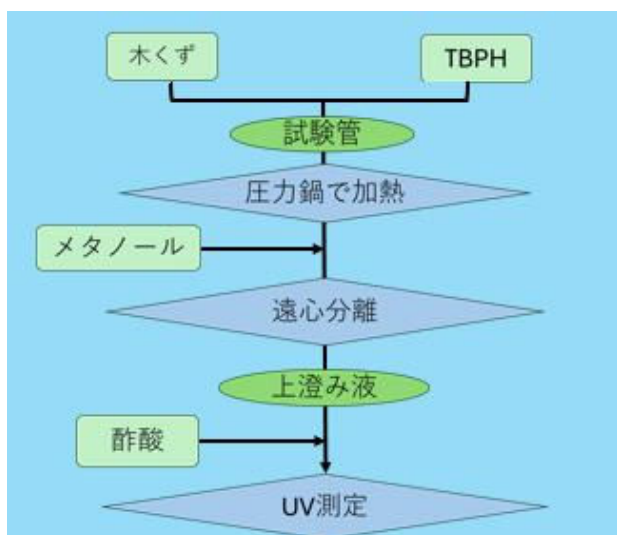 木くず
TBPH
試験管
圧力鍋で加熱
メタノール
遠心分離
上澄み液
酢酸
UV測定